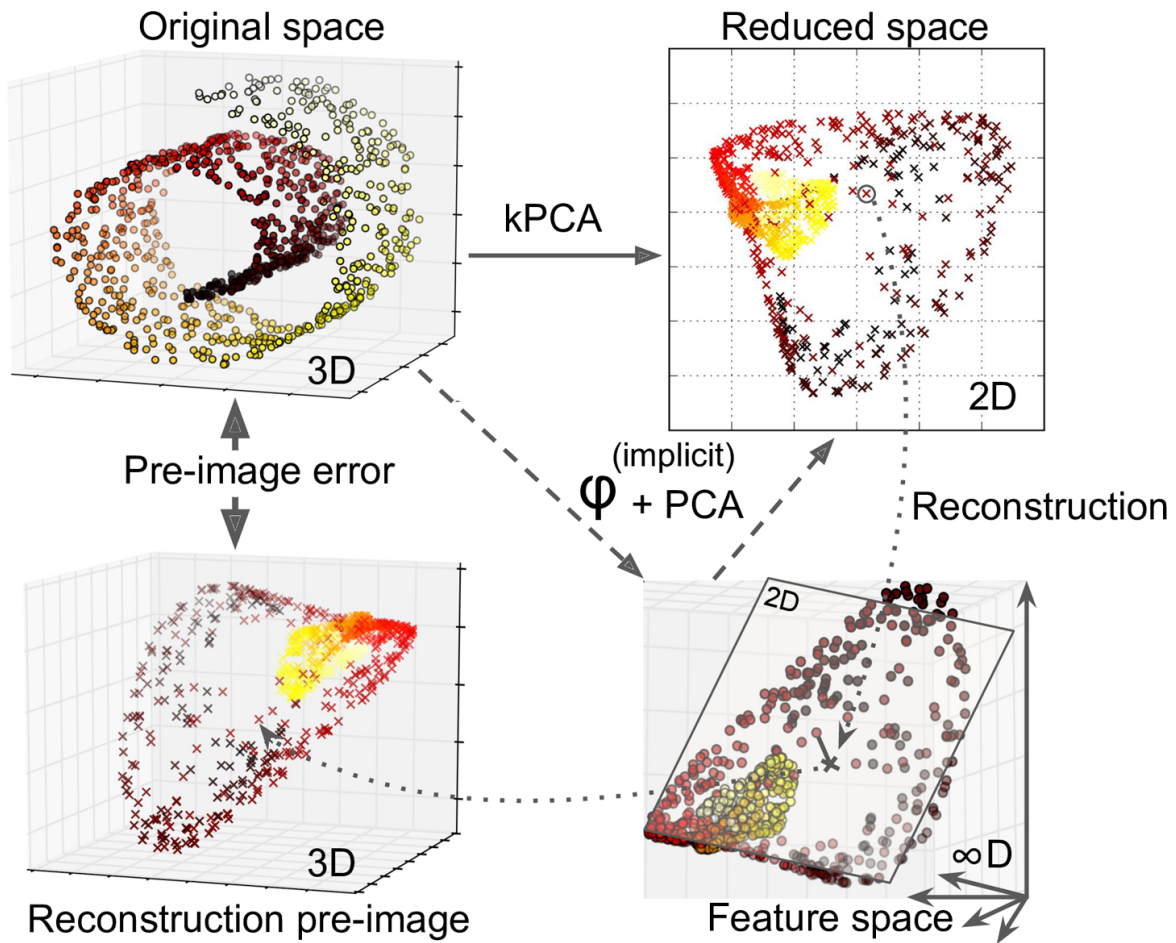 Original space
Reduced space
kPCA
3D
2D
Pre-image error
(implicit)
φ + PCA
Reconstruction
2D
3D
∞D
Reconstruction pre-image
Feature space